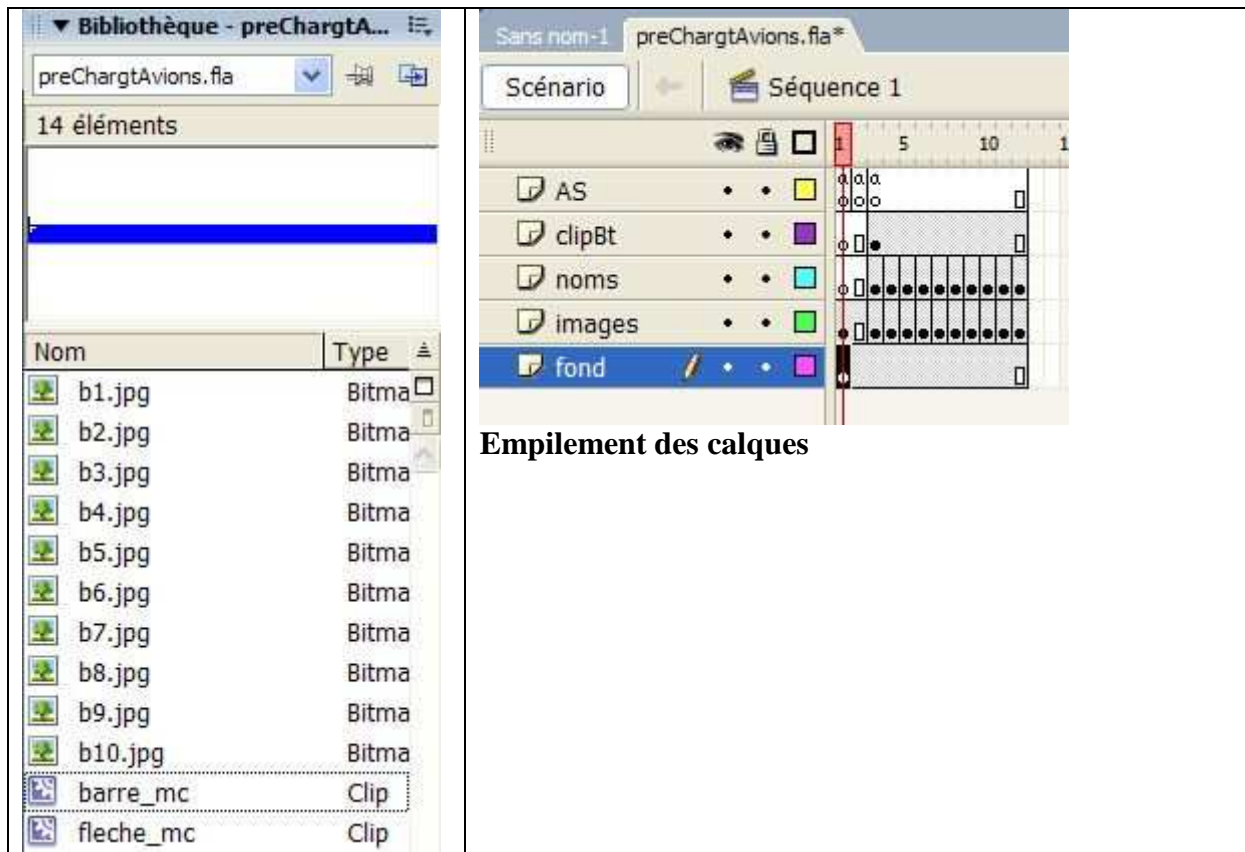 Bibliothèque - preChargtA...
preChargtAvions.fla
14 éléments
Nom Type
b1.jpg Bitma
b2.jpg Bitma
b3.jpg Bitma
b4.jpg Bitma
b5.jpg Bitma
b6.jpg Bitma
b7.jpg Bitma
b8.jpg Bitma
b9.jpg Bitma
b10.jpg Bitma
barre_mc Clip
fleche_mc Clip
Sans nom-1 preChargtAvions.fla*
Scénario Séquence 1
1 5 10 1
AS
a a a
clipBt
noms
images
fond
Empilement des calques